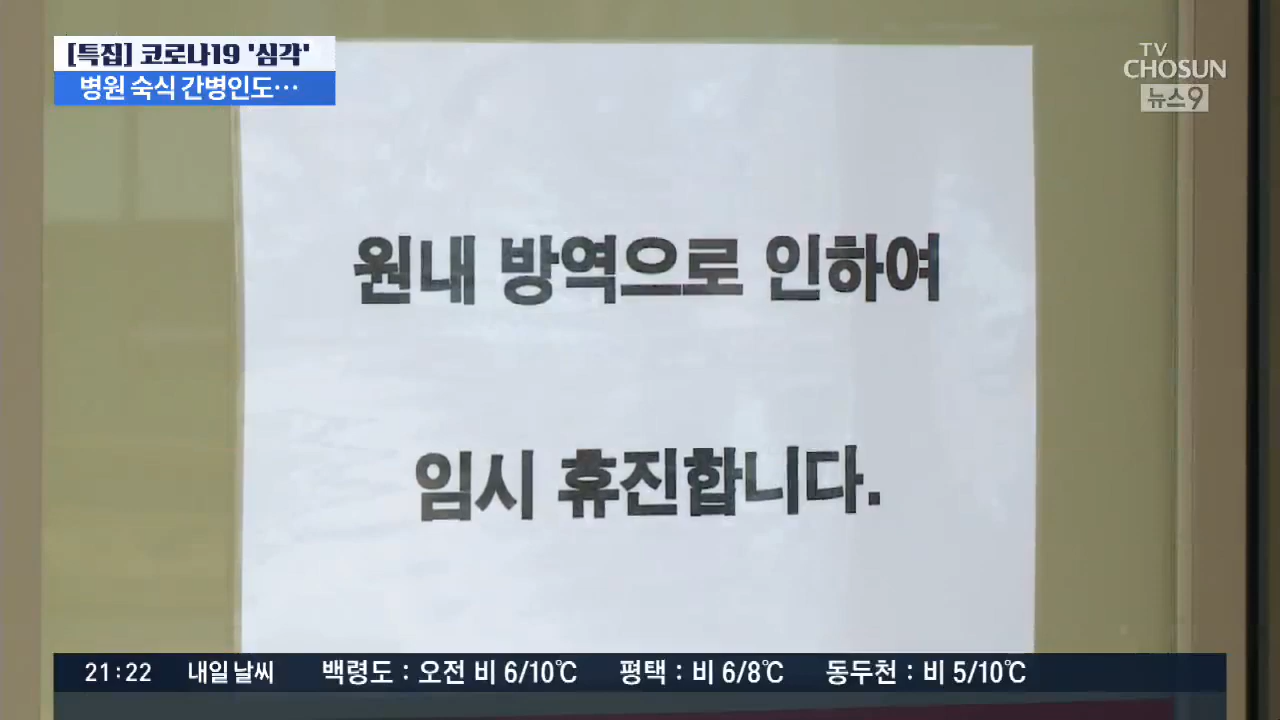 [특집] 코로나19 '심각'
병원 숙식 간병인도…
TV
CHOSUN
뉴스9
원내 방역으로 인하여
임시 휴진합니다.
21:22 내일 날씨 백령도 : 오전 비 6/10℃ 평택 : 비 6/8℃ 동두천 : 비 5/10℃